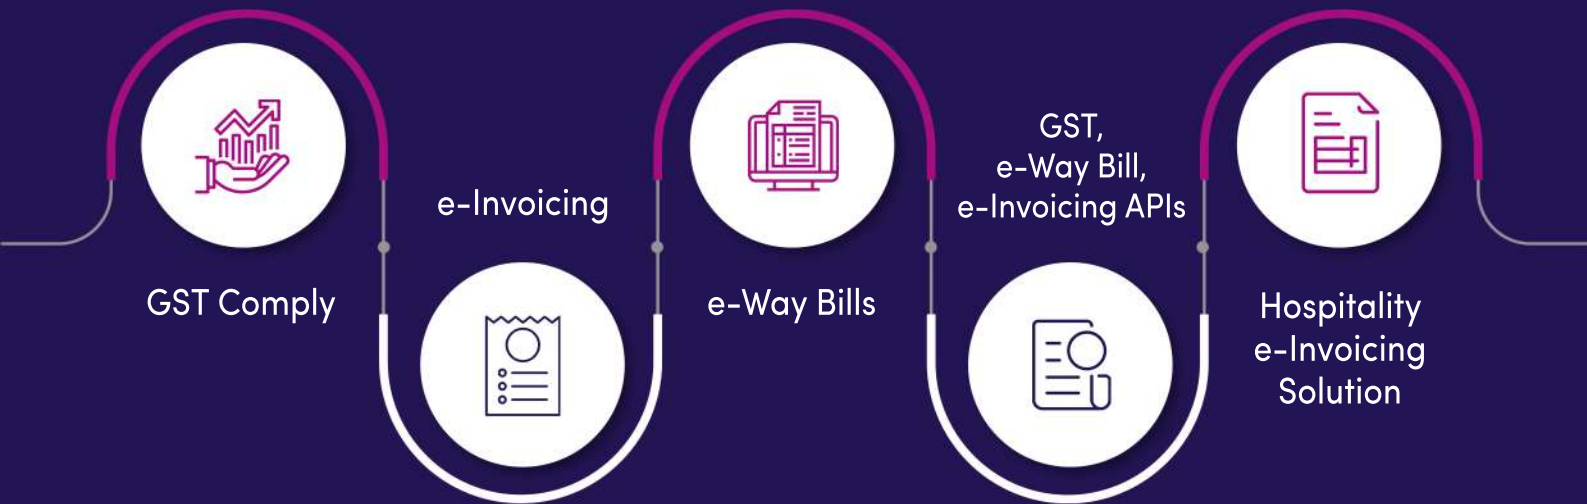 GST Comply
e-Invoicing
e-Way Bills
GST,
e-Way Bill,
e-Invoicing APIs
Hospitality
e-Invoicing
Solution